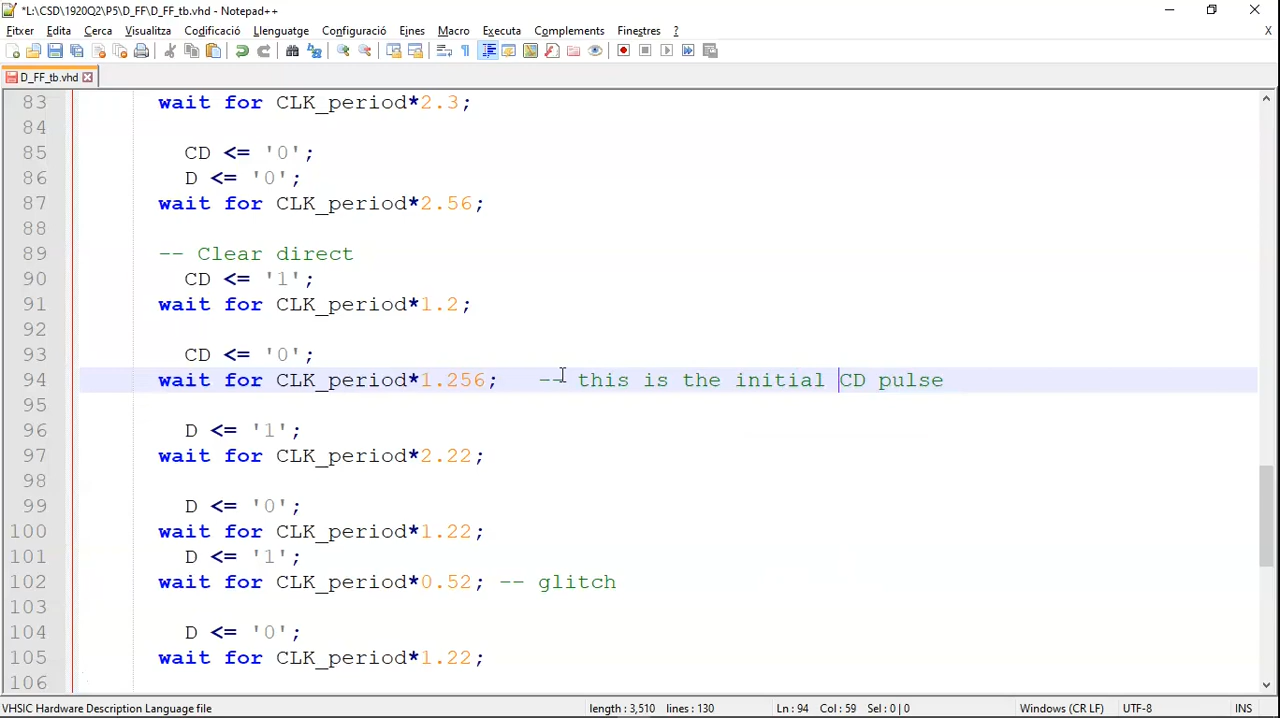 *L:\CSD\1920Q2\P5\D_FF\D_FF_tb.vhd - Notepad++
Eitxer Edita Cerca Visualitza Codificació Llenguatge Configuració Eines Macro Executa Complements Finestres ? X
D_FF_tb.vhd
83 wait for CLK_period*2.3;
84
85 CD <= '0';
86 D <= '0';
87 wait for CLK_period*2.56;
88
89 -- Clear direct
90 CD <= '1';
91 wait for CLK_period*1.2;
92
93 CD <= '0';
94 wait for CLK_period*1.256; -- this is the initial CD pulse
95
96 D <= '1';
97 wait for CLK_period*2.22;
98
99 D <= '0';
100 wait for CLK_period*1.22;
101 D <= '1';
102 wait for CLK_period*0.52; -- glitch
103
104 D <= '0';
105 wait for CLK_period*1.22;
106
VHSIC Hardware Description Language file length : 3,510 lines : 130 Ln : 94 Col : 59 Sel : 0 | 0 Windows (CR LF) UTF-8 INS